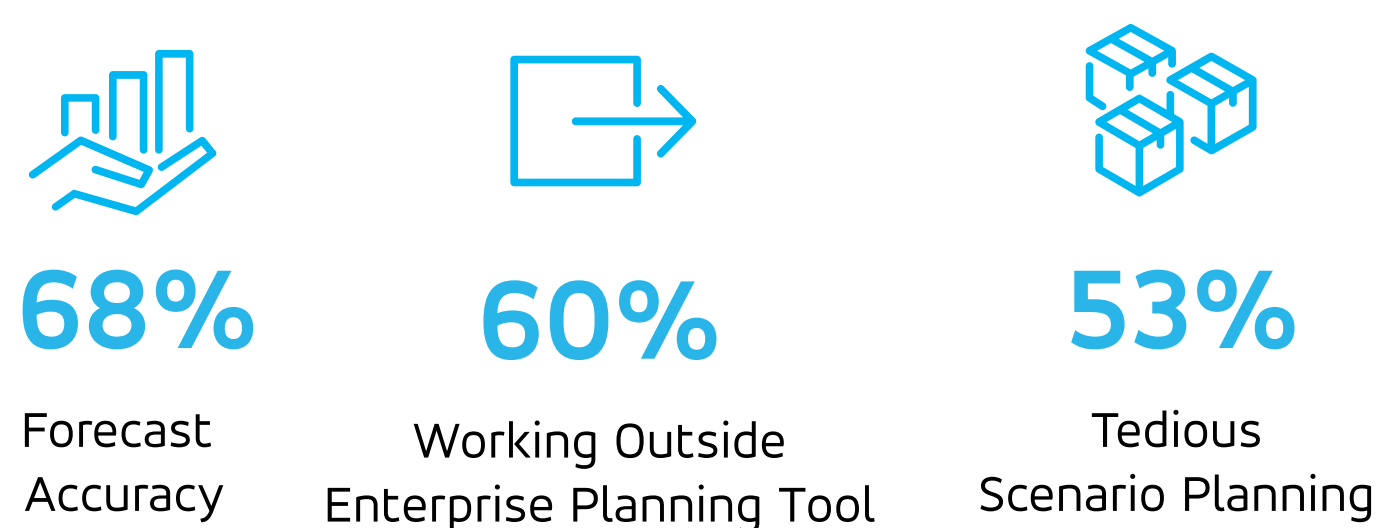 68%
Forecast
Accuracy
60%
Working Outside
Enterprise Planning Tool
53%
Tedious
Scenario Planning